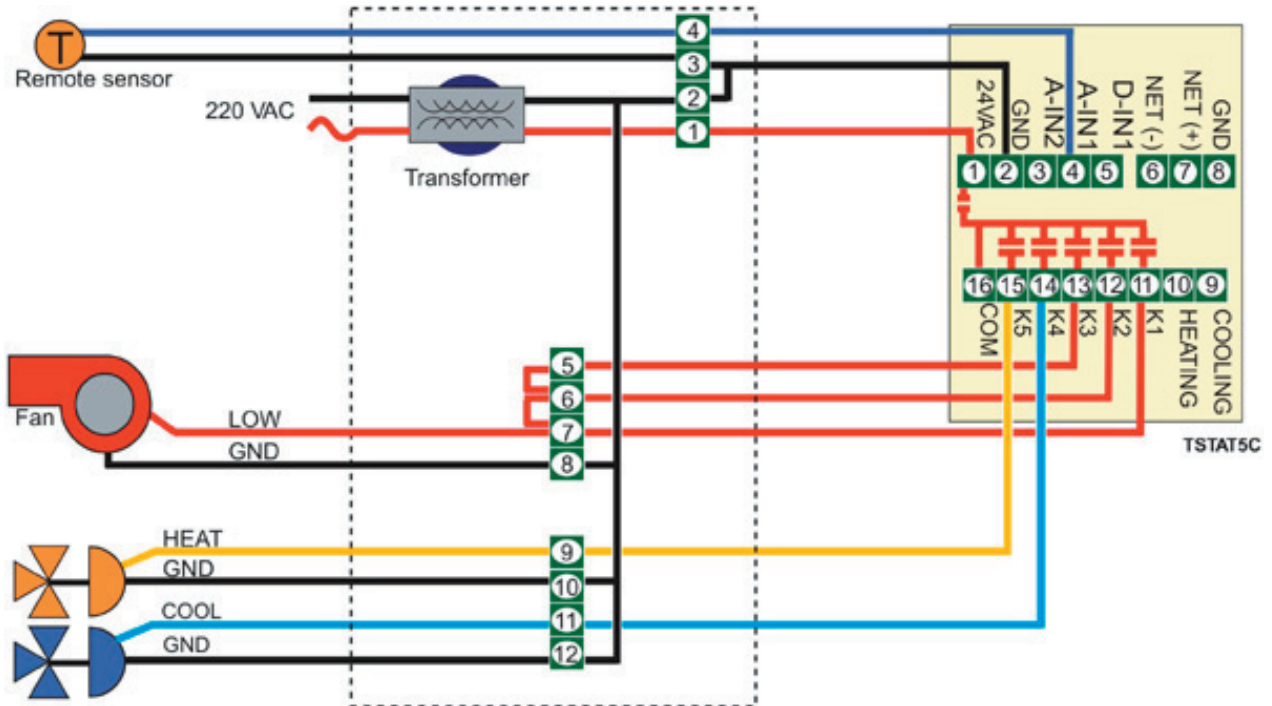 T
Remote sensor
220 VAC
Transformer
4
3
2
1
24VAC
GND
A-IN2
A-IN1
D-IN1
NET (-)
NET (+)
GND
1 2 3 4 5 6 7 8
16 15 14 13 12 11 10 9
COM
K5
K4
K3
K2
K1
HEATING
COOLING
TSTAT5C
Fan
LOW
GND
5
6
7
8
HEAT
GND
COOL
GND
9
10
11
12